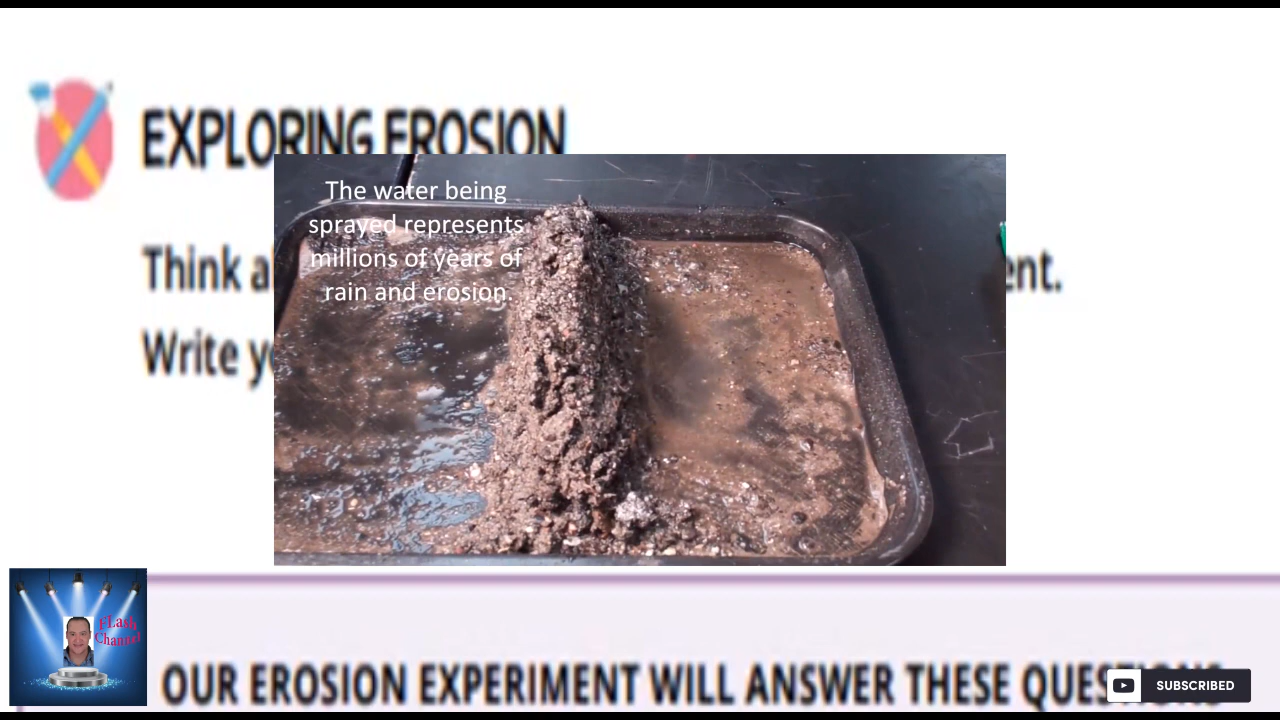 EXPLORING EROSION
The water being
sprayed represents
millions of years of
rain and erosion.
Think
ent.
Write
FLash
Channel
OUR EROSION EXPERIMENT WILL ANSWER THESE QUESTIONS
SUBSCRIBED